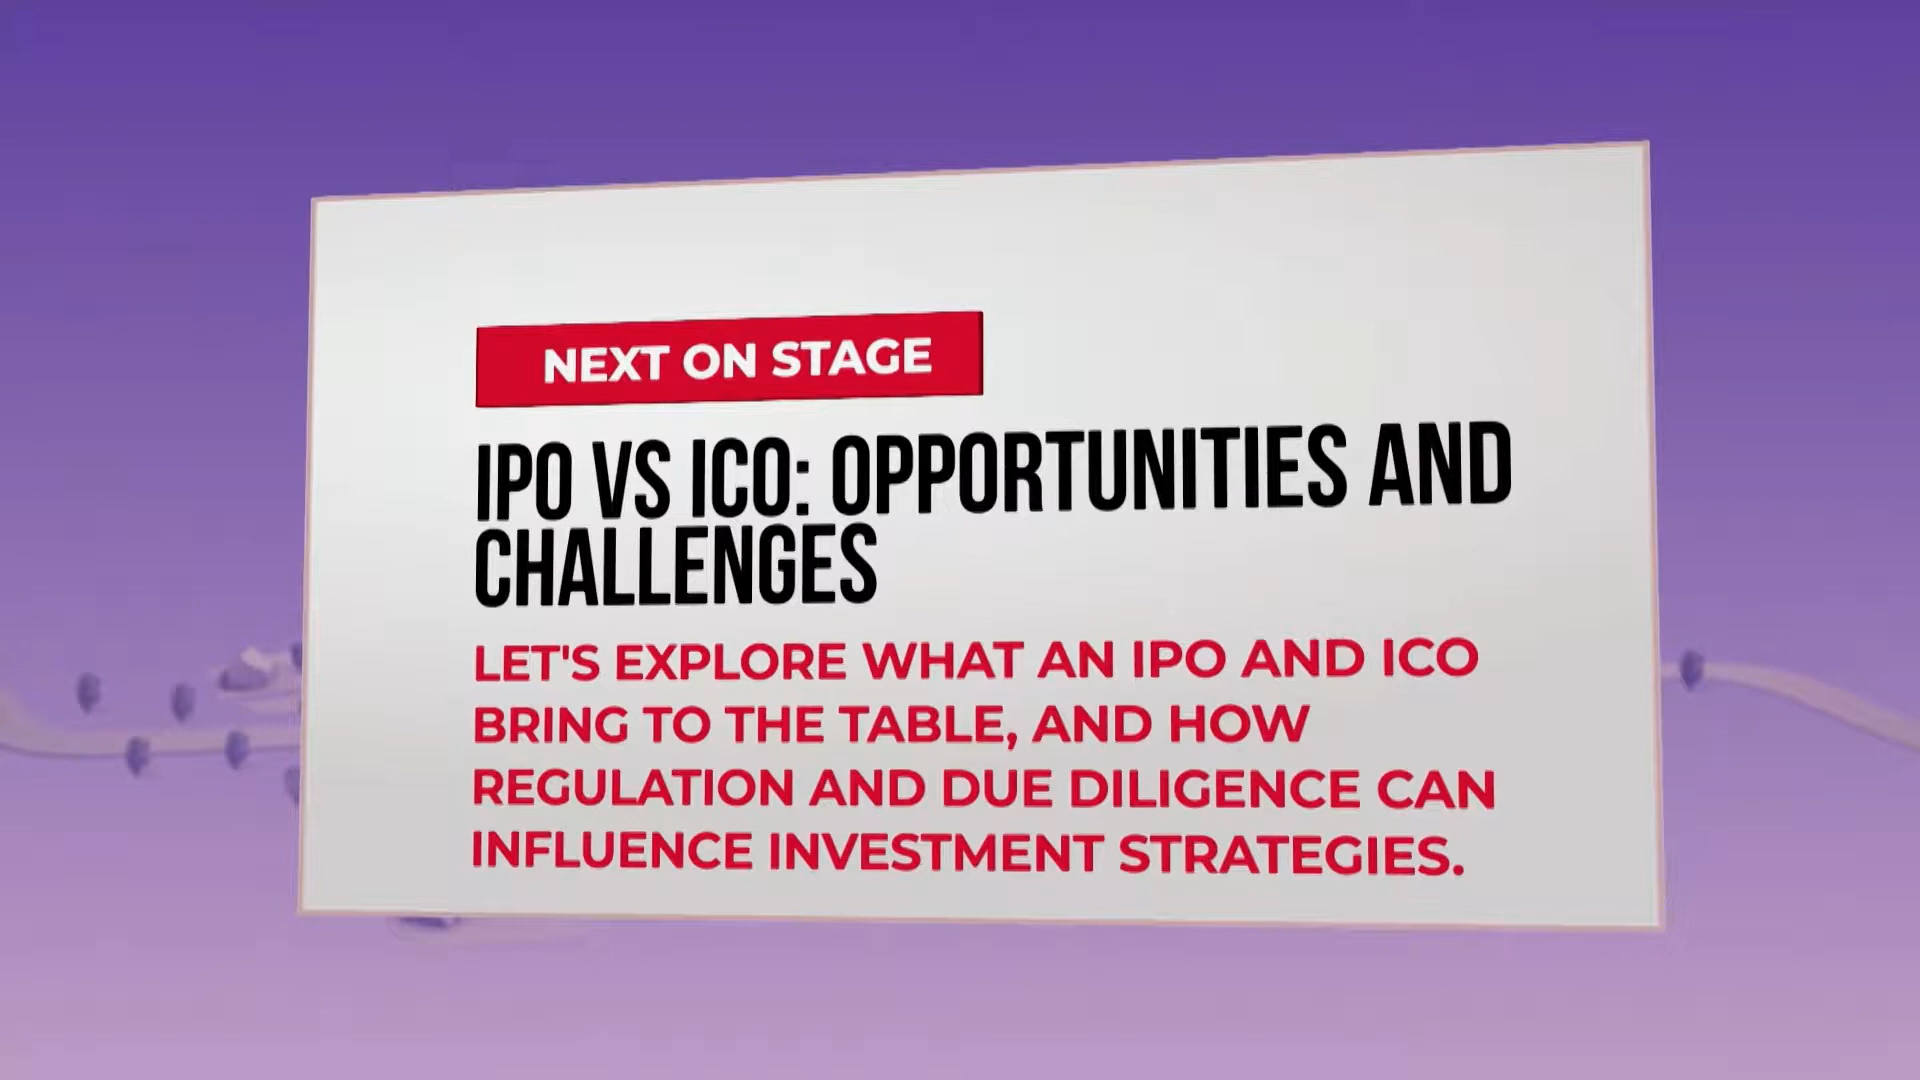 NEXT ON STAGE
IPO VS ICO: OPPORTUNITIES AND
CHALLENGES
LET'S EXPLORE WHAT AN IPO AND ICO
BRING TO THE TABLE, AND HOW
REGULATION AND DUE DILIGENCE CAN
INFLUENCE INVESTMENT STRATEGIES.